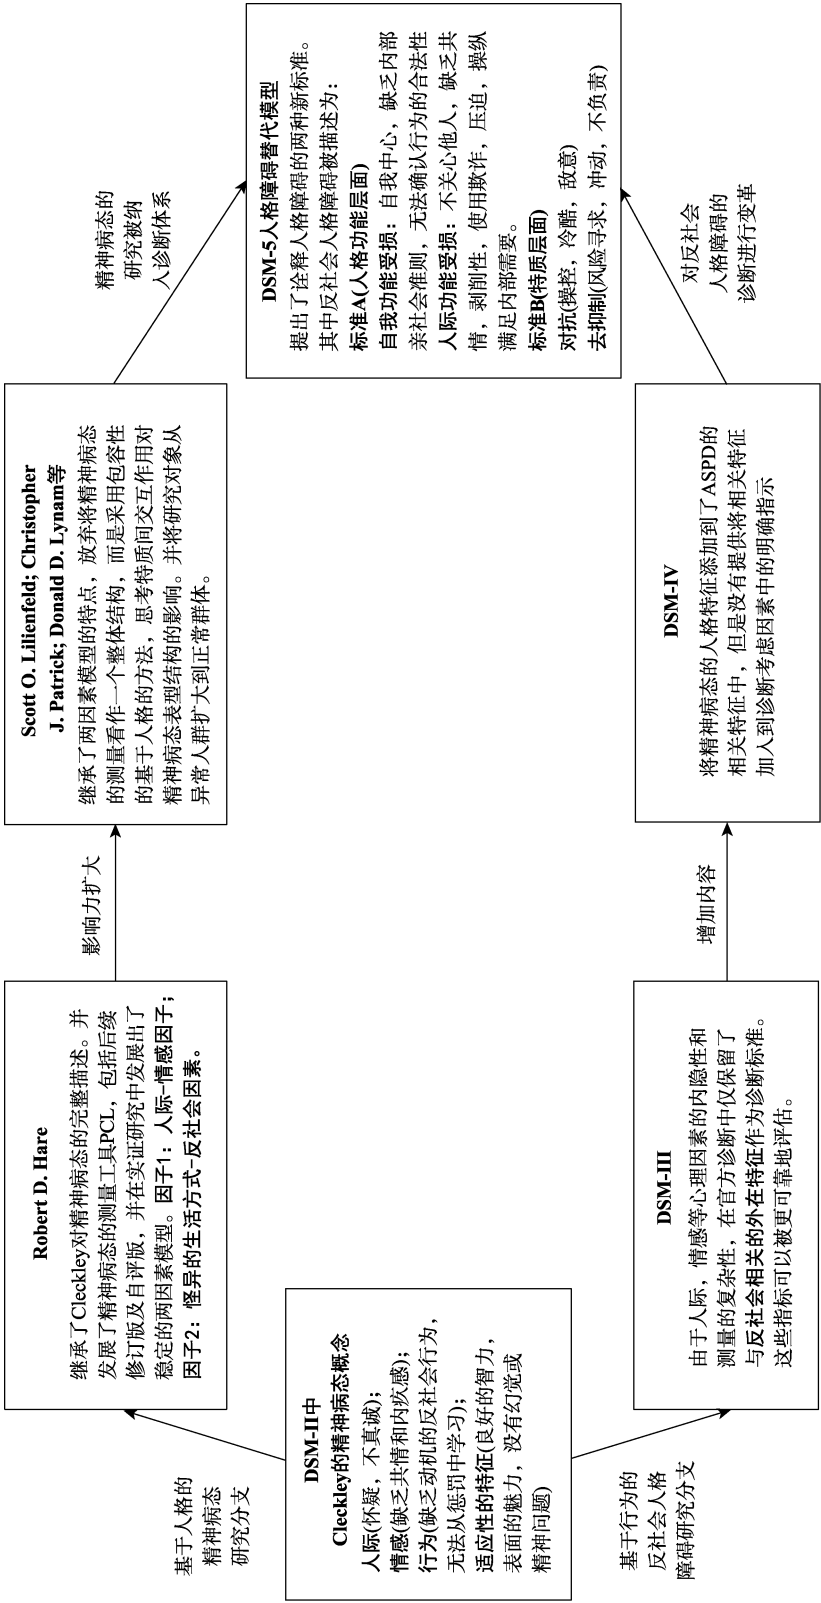 基于人格的
精神病态
研究分支
DSM-II中
Cleckley的精神病态概念
人际(怀疑，不真诚)；
情感(缺乏共情和内疚感)；
行为(缺乏动机的反社会行为，
无法从惩罚中学习)；
适应性的特征(良好的智力，
表面的魅力，没有幻觉或
精神问题)
基于行为的
反社会人格
障碍研究分支
Robert D. Hare
继承了Cleckley对精神病态的完整描述。并
发展了精神病态的测量工具PCL，包括后续
修订版及自评版，并在实证研究中发展出了
稳定的两因素模型。因子1：人际-情感因子；
因子2：怪异的生活方式-反社会因素。
DSM-III
由于人际，情感等心理因素的内隐性和
测量的复杂性，在官方诊断中仅保留了
与反社会相关的外在特征作为诊断标准。
这些指标可以被更可靠地评估。
影响力扩大
增加内容
Scott O. Lilienfeld; Christopher
J. Patrick; Donald D. Lynam等
继承了两因素模型的特点，放弃将精神病态
的测量看作一个整体结构，而是采用包容性
的基于人格的方法，思考特质间交互作用对
精神病态表型结构的影响。并将研究对象从
异常人群扩大到正常群体。
DSM-IV
将精神病态的人格特征添加到了ASPD的
相关特征中，但是没有提供将相关特征
加入到诊断考虑因素中的明确指示
精神病态的
研究被纳
入诊断体系
对反社会
人格障碍的
诊断进行变革
DSM-5人格障碍替代模型
提出了诠释人格障碍的两种新标准。
其中反社会人格障碍被描述为：
标准A(人格功能层面)
自我功能受损：自我中心，缺乏内部
亲社会准则，无法确认行为的合法性
人际功能受损：不关心他人，缺乏共
情，剥削性，使用欺诈，压迫，操纵
满足内部需要。
标准B(特质层面)
对抗(操控，冷酷，敌意)
去抑制(风险寻求，冲动，不负责)